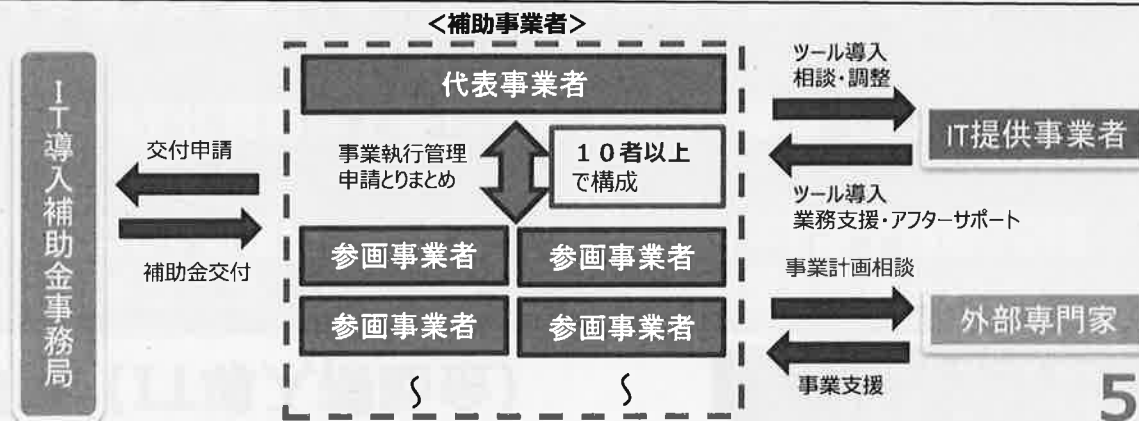 <補助事業者>
IT導入補助金事務局
交付申請
補助金交付
代表事業者
事業執行管理
申請とりまとめ
10者以上
で構成
参画事業者
参画事業者
参画事業者
参画事業者
ツール導入
相談・調整
IT提供事業者
ツール導入
業務支援・アフターサポート
事業計画相談
外部専門家
事業支援
5